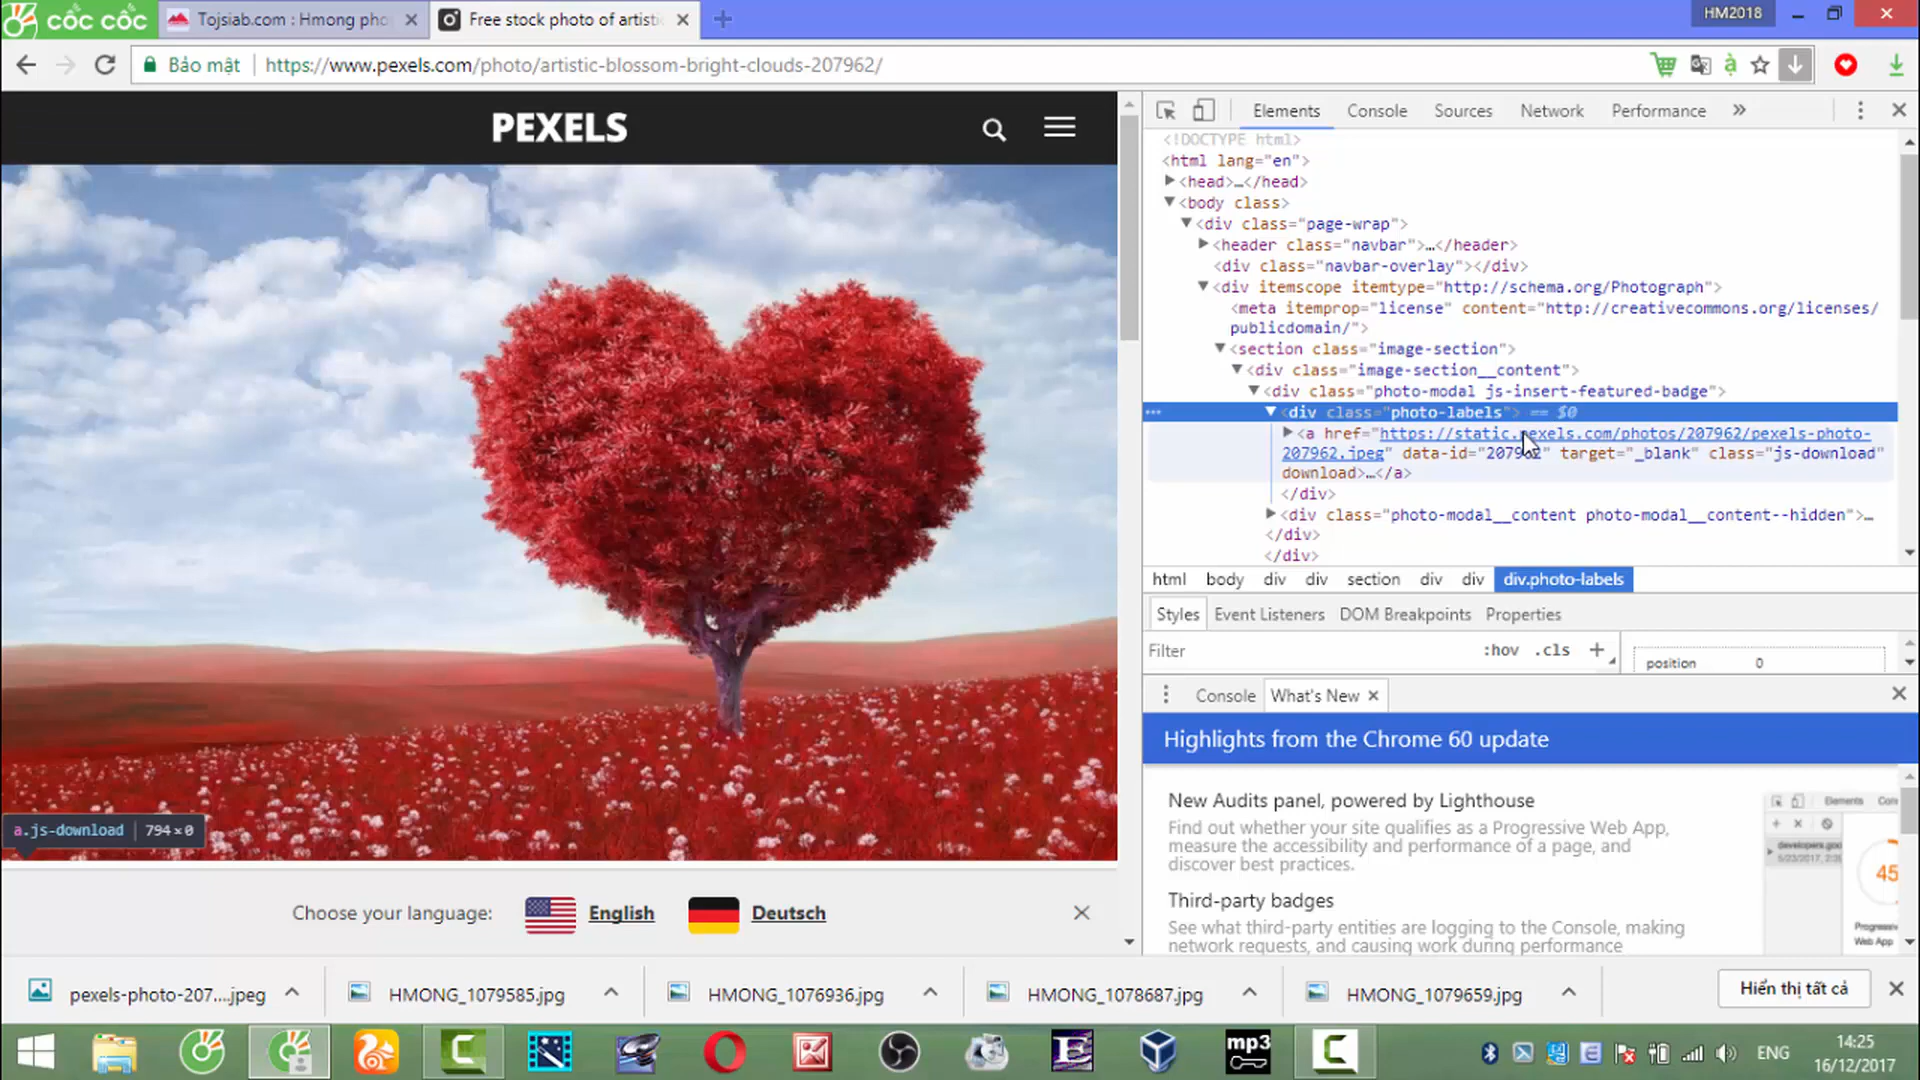 cốc cốc
Tojsiab.com : Hmong pho
Free stock photo of artisti
HM2018
Bảo mật
https://www.pexels.com/photo/artistic-blossom-bright-clouds-207962/
PEXELS
Elements Console Sources Network Performance »
<!DOCTYPE html>
<html lang="en">
<head>…</head>
<body class>
<div class="page-wrap">
<header class="navbar">…</header>
<div class="navbar-overlay"></div>
<div itemscope itemtype="http://schema.org/Photograph">
<meta itemprop="license" content="http://creativecommons.org/licenses/
publicdomain/">
<section class="image-section">
<div class="image-section__content">
<div class="photo-modal js-insert-featured-badge">
<div class="photo-labels"> == $0
<a href="https://static.pexels.com/photos/207962/pexels-photo-
207962.jpeg" data-id="207962" target="_blank" class="js-download"
download>…</a>
</div>
<div class="photo-modal__content photo-modal__content--hidden">…
</div>
</div>
html body div div section div div div.photo-labels
Styles Event Listeners DOM Breakpoints Properties
Filter :hov .cls +
position 0
Console What's New ×
Highlights from the Chrome 60 update
New Audits panel, powered by Lighthouse
Find out whether your site qualifies as a Progressive Web App,
measure the accessibility and performance of a page, and
discover best practices.
Third-party badges
See what third-party entities are logging to the Console, making
network requests, and causing work during performance
Elements Con
45
Progressive
Web App
a.js-download 794 × 0
Choose your language: English Deutsch
pexels-photo-207....jpeg
HMONG_1079585.jpg
HMONG_1076936.jpg
HMONG_1078687.jpg
HMONG_1079659.jpg
Hiển thị tất cả
mp3
ENG
14:25
16/12/2017